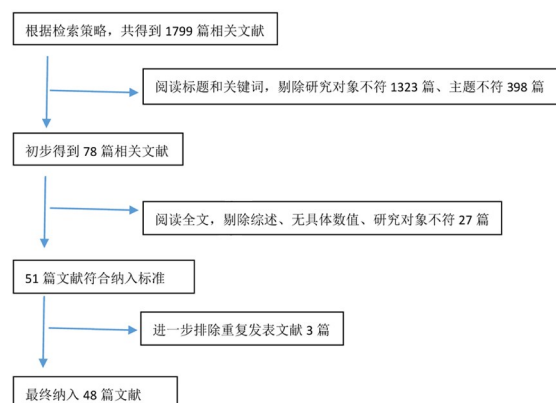 根据检索策略，共得到 1799 篇相关文献
阅读标题和关键词，剔除研究对象不符 1323 篇、主题不符 398 篇
初步得到 78 篇相关文献
阅读全文，剔除综述、无具体数值、研究对象不符 27 篇
51 篇文献符合纳入标准
进一步排除重复发表文献 3 篇
最终纳入 48 篇文献